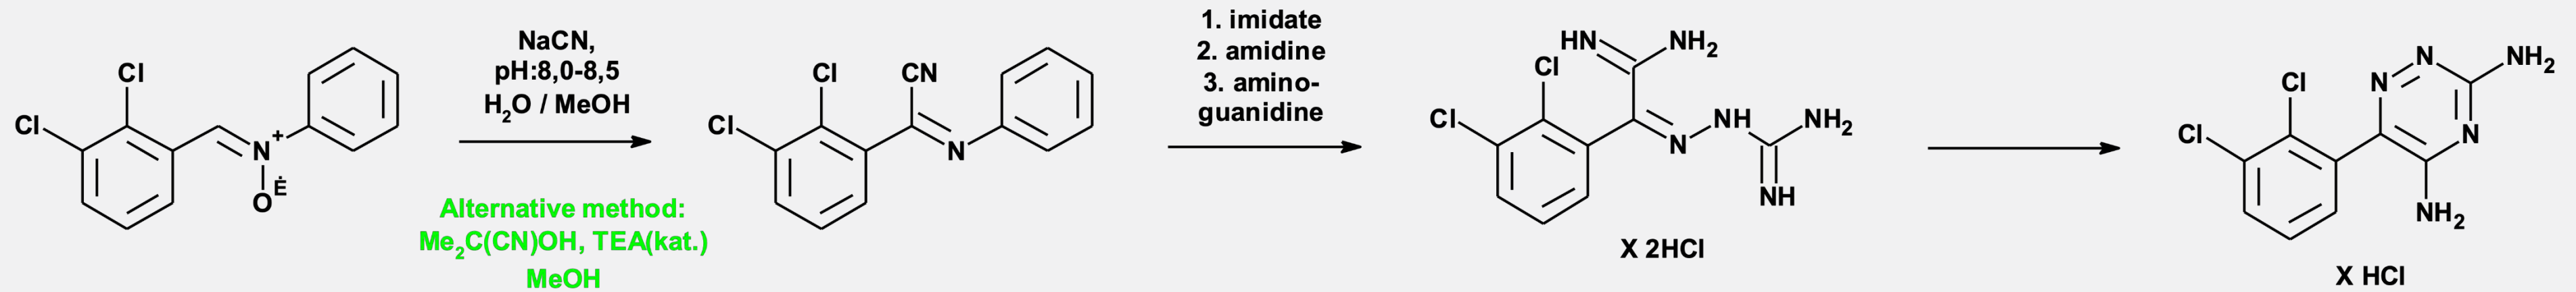 Cl
Cl
N
+
O
Ė
NaCN,
pH:8,0-8,5
H2O / MeOH
Alternative method:
Me2C(CN)OH, TEA(kat.)
MeOH
Cl
Cl
CN
N
1. imidate
2. amidine
3. amino-
guanidine
HN
NH2
Cl
Cl
N
NH
NH2
NH
X 2HCl
Cl
Cl
N
N
NH2
N
NH2
X HCl